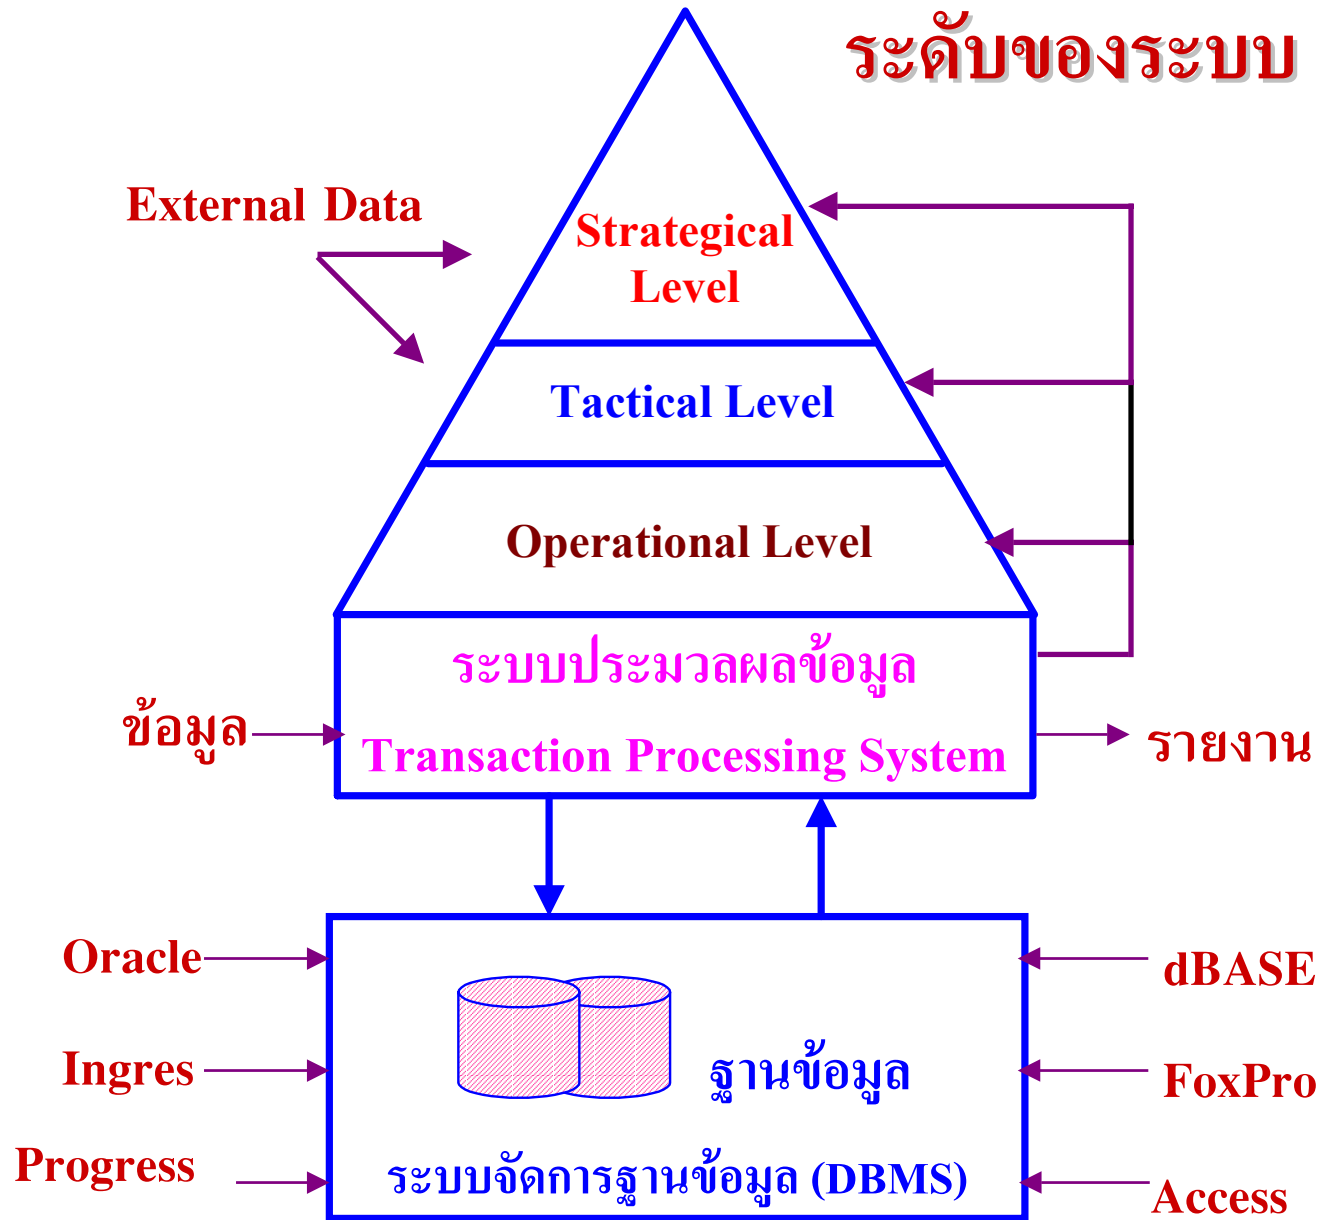 ระดับของระบบ
External Data
Strategical
Level
Tactical Level
Operational Level
ระบบประมวลผลข้อมูล
ข้อมูล
Transaction Processing System
รายงาน
Oracle
dBASE
Ingres
ฐานข้อมูล
FoxPro
Progress
ระบบจัดการฐานข้อมูล (DBMS)
Access